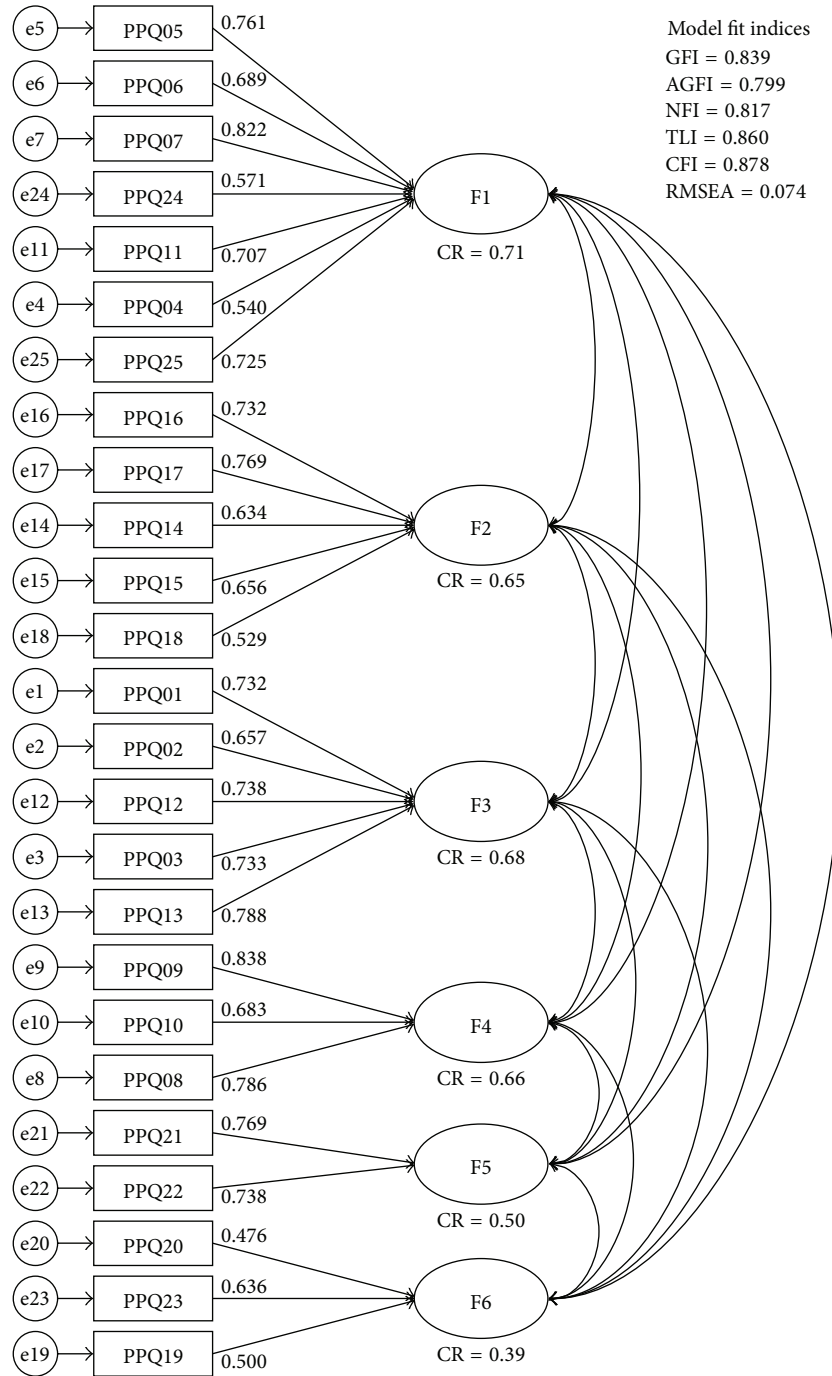 Model fit indices
GFI = 0.839
AGFI = 0.799
NFI = 0.817
TLI = 0.860
CFI = 0.878
RMSEA = 0.074
e5 PPQ05 0.761
e6 PPQ06 0.689
e7 PPQ07 0.822
e24 PPQ24 0.571
F1
e11 PPQ11 0.707
CR = 0.71
e4 PPQ04 0.540
e25 PPQ25 0.725
e16 PPQ16 0.732
e17 PPQ17 0.769
e14 PPQ14 0.634
F2
e15 PPQ15 0.656
CR = 0.65
e18 PPQ18 0.529
e1 PPQ01 0.732
e2 PPQ02 0.657
e12 PPQ12 0.738
F3
e3 PPQ03 0.733
CR = 0.68
e13 PPQ13 0.788
e9 PPQ09 0.838
e10 PPQ10 0.683
F4
e8 PPQ08 0.786
CR = 0.66
e21 PPQ21 0.769
F5
e22 PPQ22 0.738
CR = 0.50
e20 PPQ20 0.476
e23 PPQ23 0.636
F6
e19 PPQ19 0.500
CR = 0.39